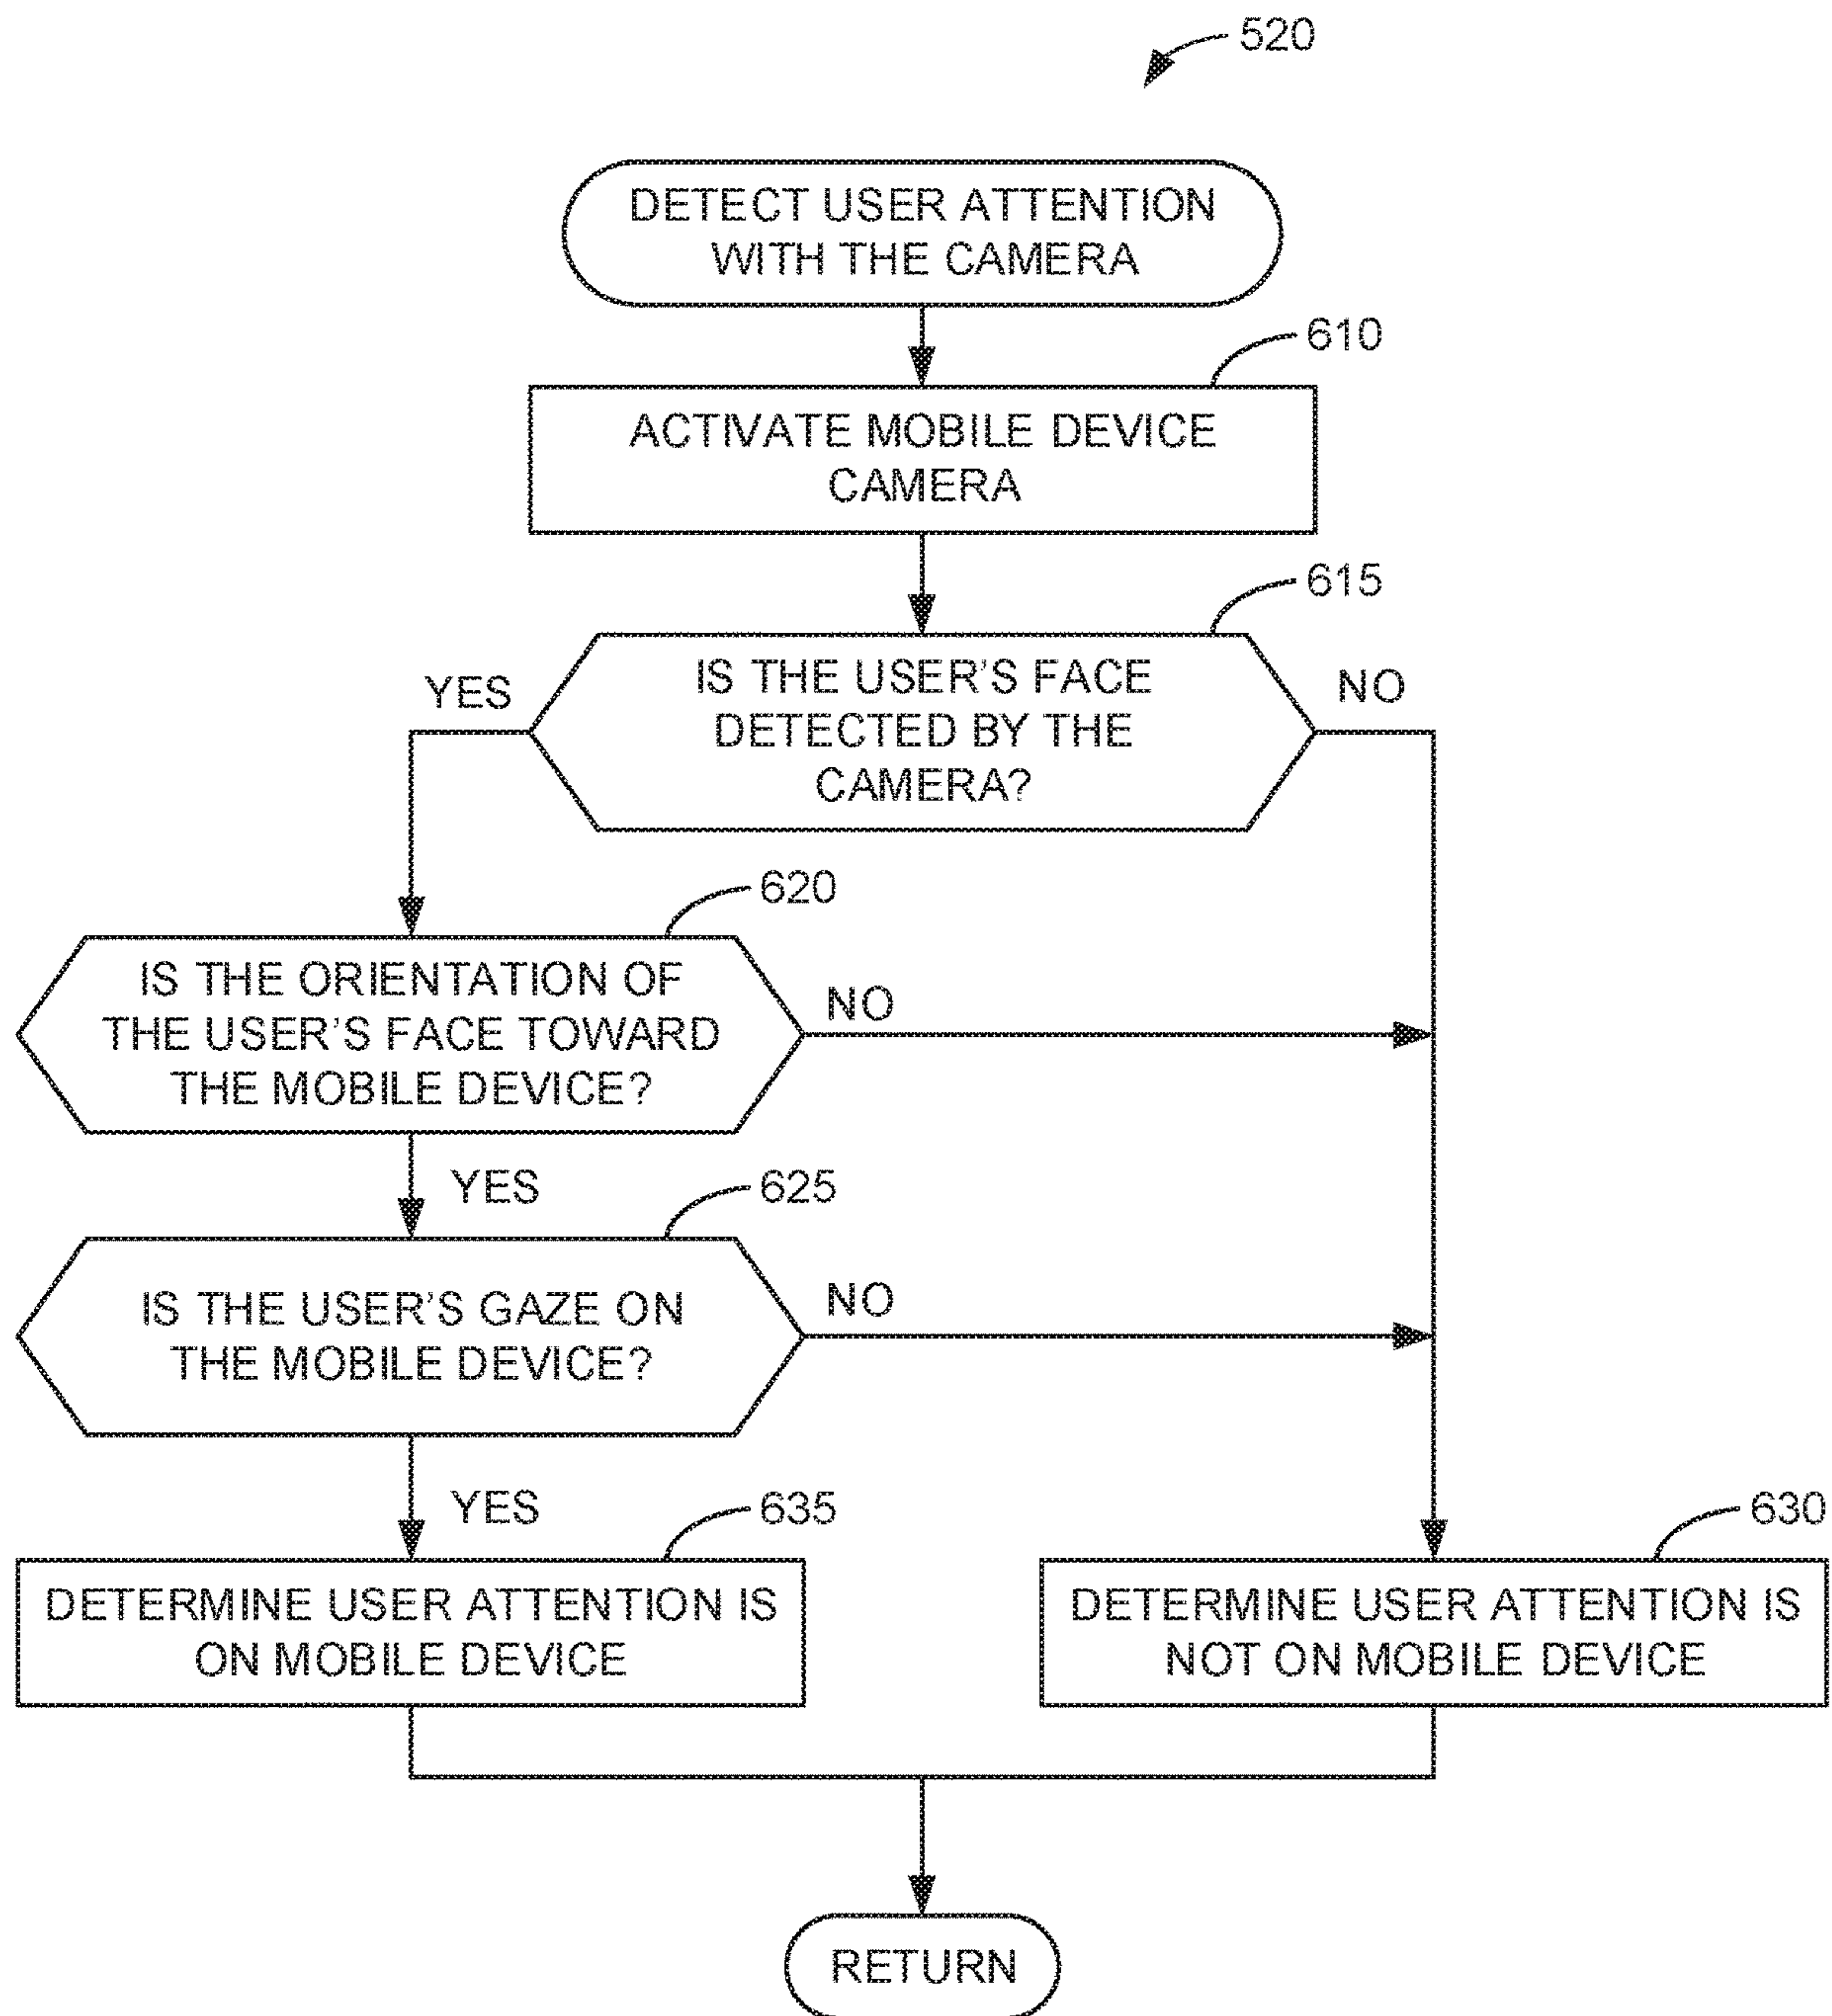 520
DETECT USER ATTENTION
WITH THE CAMERA
610
ACTIVATE MOBILE DEVICE
CAMERA
615
IS THE USER'S FACE
DETECTED BY THE
CAMERA?
YES
NO
620
IS THE ORIENTATION OF
THE USER'S FACE TOWARD
THE MOBILE DEVICE?
NO
YES
625
IS THE USER'S GAZE ON
THE MOBILE DEVICE?
NO
YES
635
DETERMINE USER ATTENTION IS
ON MOBILE DEVICE
630
DETERMINE USER ATTENTION IS
NOT ON MOBILE DEVICE
RETURN